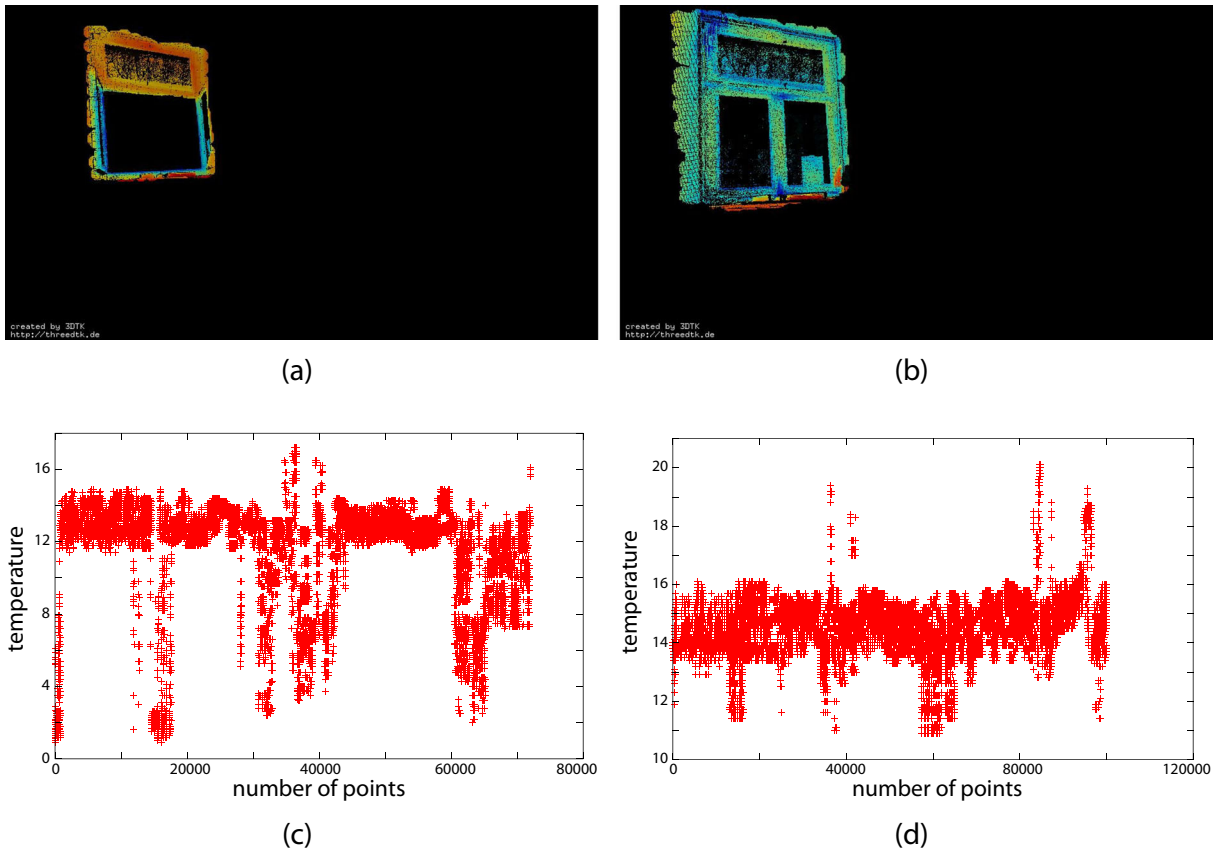 created by 3DTK
http://threedtk.de
created by 3DTK
http://threedtk.de
(a)
(b)
16
12
8
4
0
temperature
0
20000
40000
60000
80000
number of points
(c)
20
18
16
14
12
10
temperature
0
40000
80000
120000
number of points
(d)